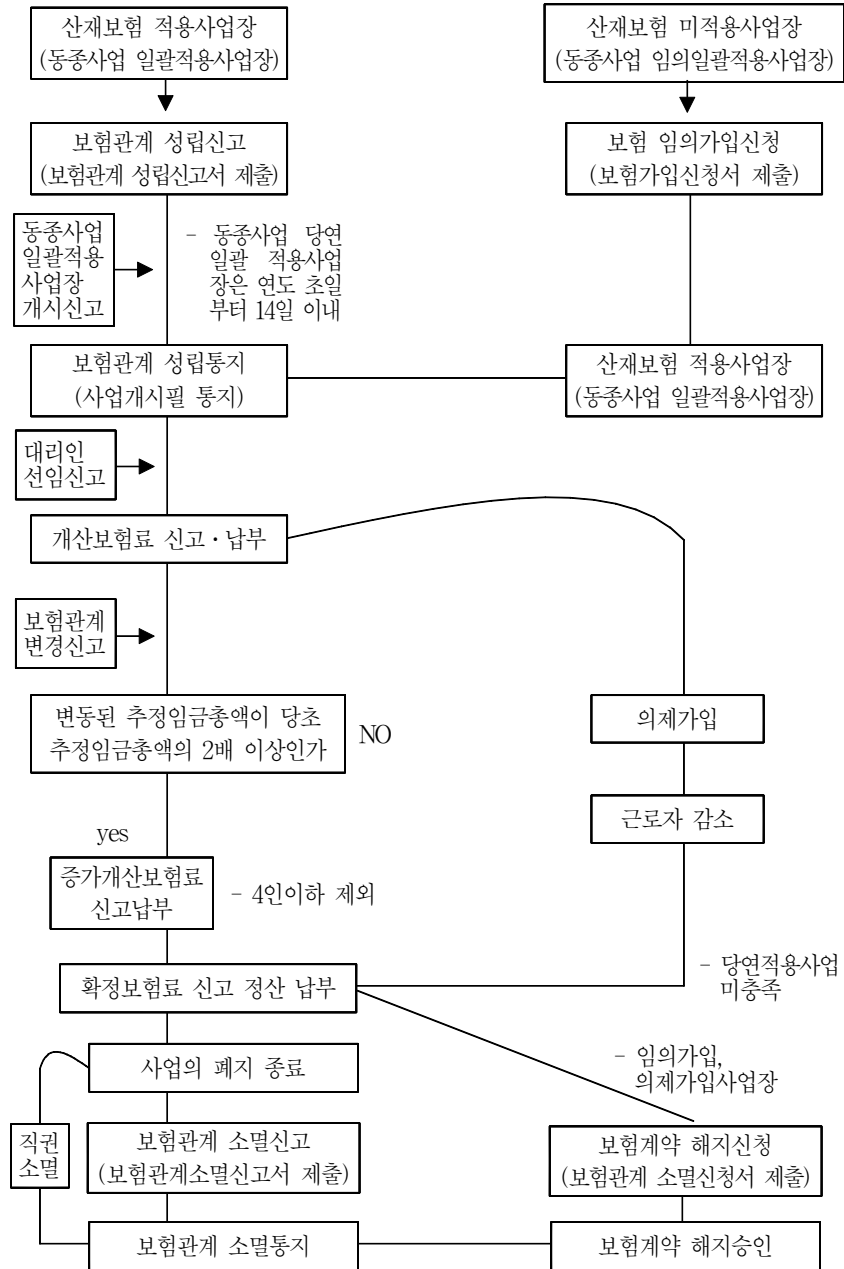 산재보험 적용사업장
(동종사업 일괄적용사업장)
산재보험 미적용사업장
(동종사업 임의일괄적용사업장)
보험관계 성립신고
(보험관계 성립신고서 제출)
보험 임의가입신청
(보험가입신청서 제출)
동종사업
일괄적용
사업장
개시신고
- 동종사업 당연
일괄 적용사업
장은 연도 초일
부터 14일 이내
보험관계 성립통지
(사업개시필 통지)
산재보험 적용사업장
(동종사업 일괄적용사업장)
대리인
선임신고
개산보험료 신고·납부
보험관계
변경신고
변동된 추정임금총액이 당초
추정임금총액의 2배 이상인가
NO
의제가입
근로자 감소
yes
증가개산보험료
신고납부
- 4인이하 제외
확정보험료 신고 정산 납부
- 당연적용사업
미충족
사업의 폐지 종료
- 임의가입,
의제가입사업장
직권
소멸
보험관계 소멸신고
(보험관계소멸신고서 제출)
보험계약 해지신청
(보험관계 소멸신청서 제출)
보험관계 소멸통지
보험계약 해지승인